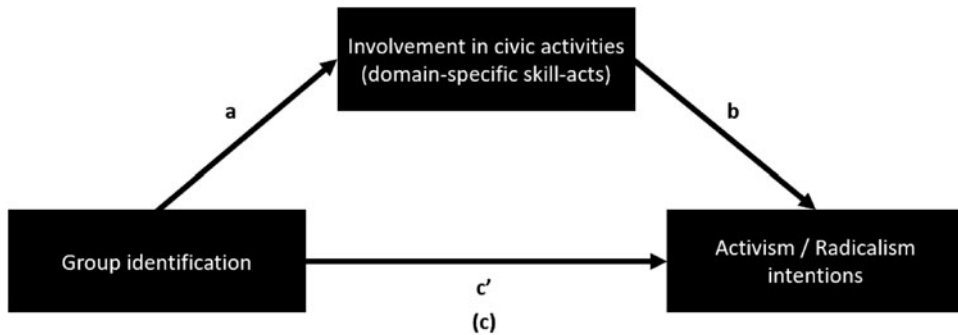 Involvement in civic activities
(domain-specific skill-acts)
a
b
Group identification
Activism / Radicalism
intentions
c’
(c)